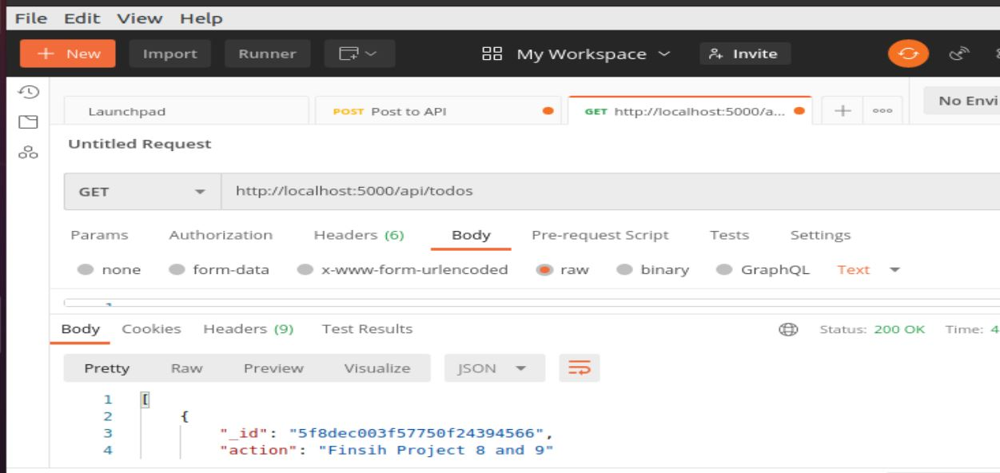 File Edit View Help
+ New Import Runner My Workspace Invite
Launchpad POST Post to API GET http://localhost:5000/a... + ooo No Envi
Untitled Request
GET http://localhost:5000/api/todos
Params Authorization Headers (6) Body Pre-request Script Tests Settings
none form-data x-www-form-urlencoded raw binary GraphQL Text
Body Cookies Headers (9) Test Results Status: 200 OK Time: 4
Pretty Raw Preview Visualize JSON
1 [
2 {
3 "_id": "5f8dec003f57750f24394566",
4 "action": "Finsih Project 8 and 9"